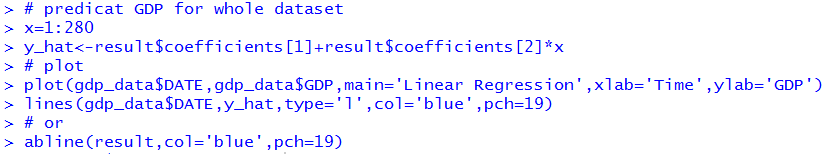 > # predicat GDP for whole dataset
> x=1:280
> y_hat<-result$coefficients[1]+result$coefficients[2]*x
> # plot
> plot(gdp_data$DATE,gdp_data$GDP,main='Linear Regression',xlab='Time',ylab='GDP')
> lines(gdp_data$DATE,y_hat,type='l',col='blue',pch=19)
> # or
> abline(result,col='blue',pch=19)